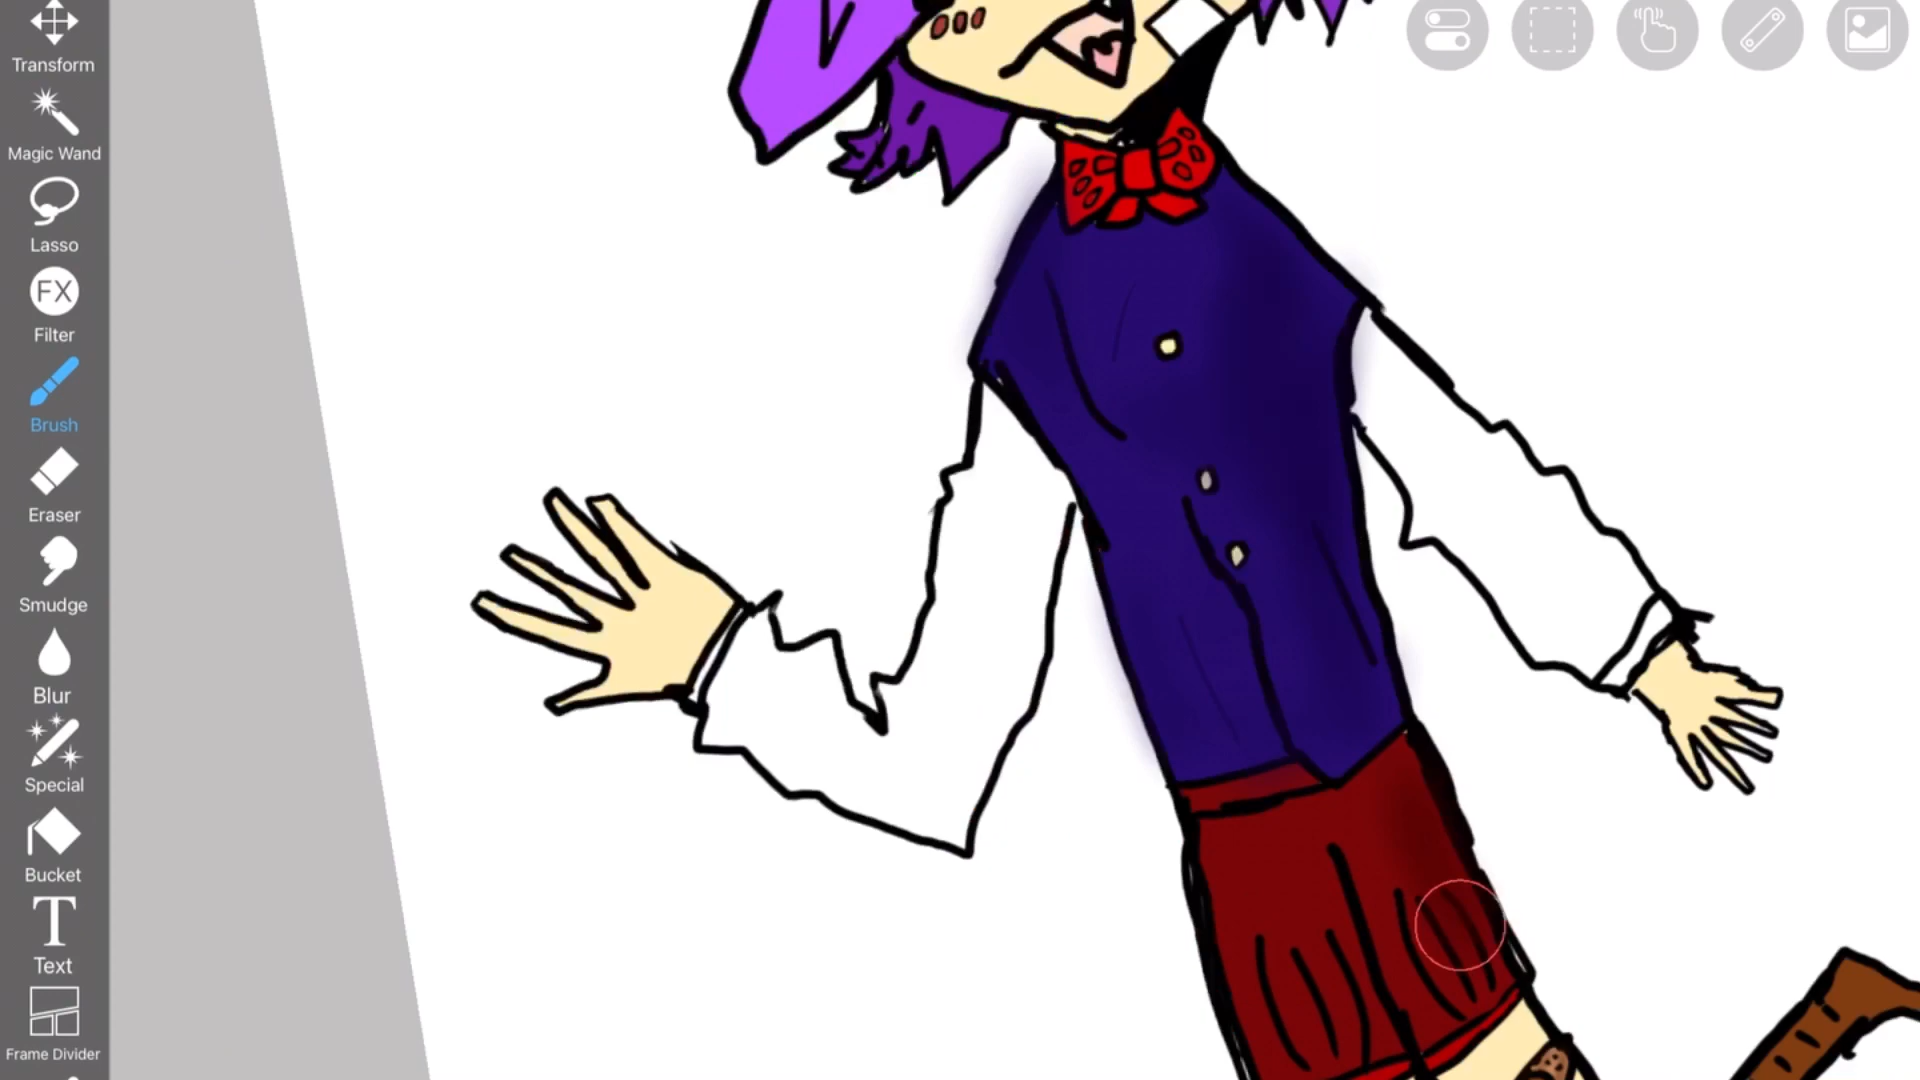 Transform
Magic Wand
Lasso
FX
Filter
Brush
Eraser
Smudge
Blur
Special
Bucket
T
Text
Frame Divider